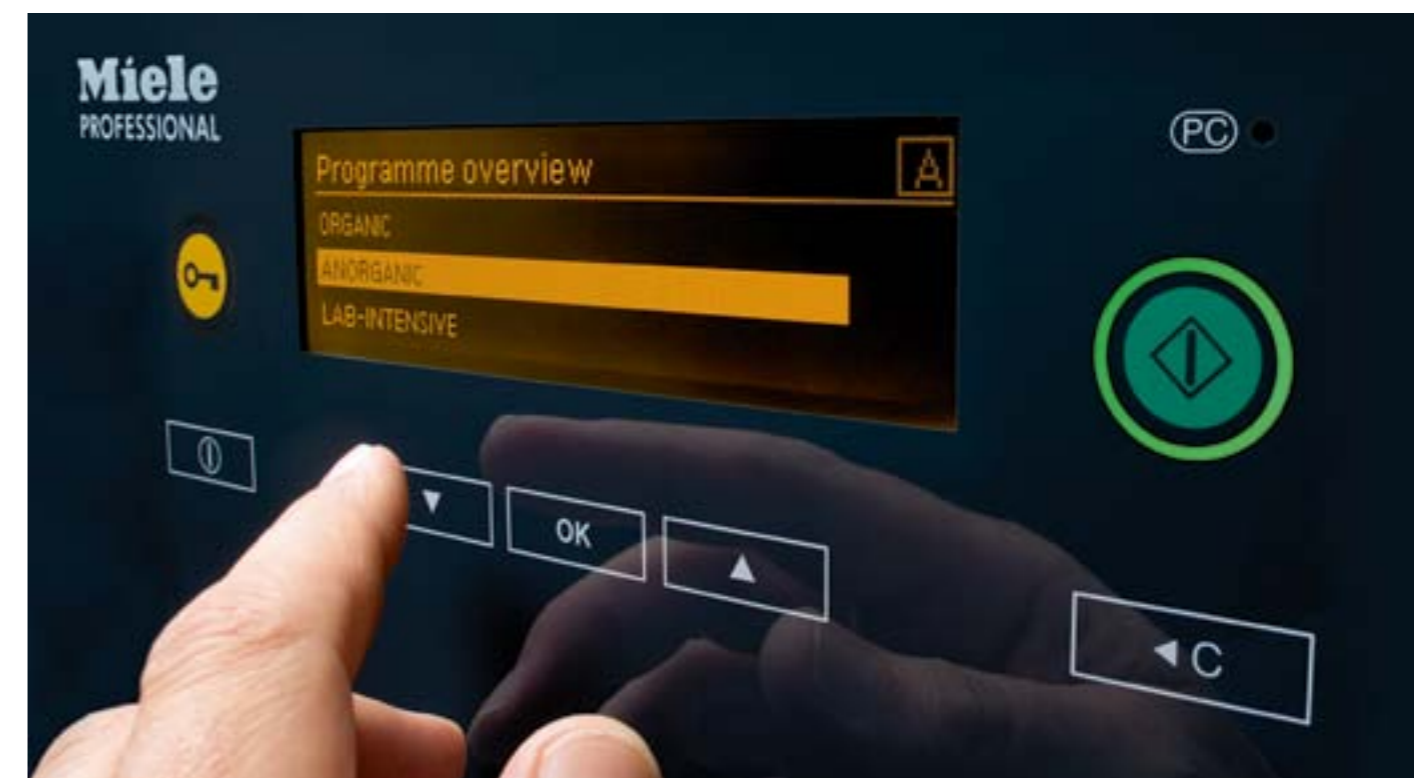 Miele
PROFESSIONAL
PC
Programme overview
A
ORGANIC
ANORGANIC
LAB-INTENSIVE
▼
OK
▲
◄C